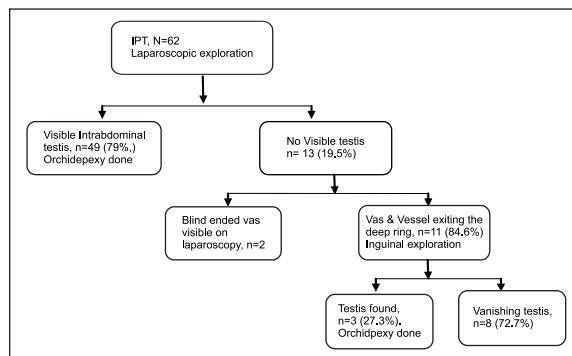 IPT, N=62
Laparoscopic exploration
Visible Intrabdominal
testis, n=49 (79%,)
Orchidepexy done
No Visible testis
n= 13 (19.5%)
Blind ended vas
visible on
laparoscopy, n=2
Vas & Vessel exiting the
deep ring, n=11 (84.6%)
Inguinal exploration
Testis found,
n=3 (27.3%).
Orchidpexy done
Vanishing testis,
n=8 (72.7%)